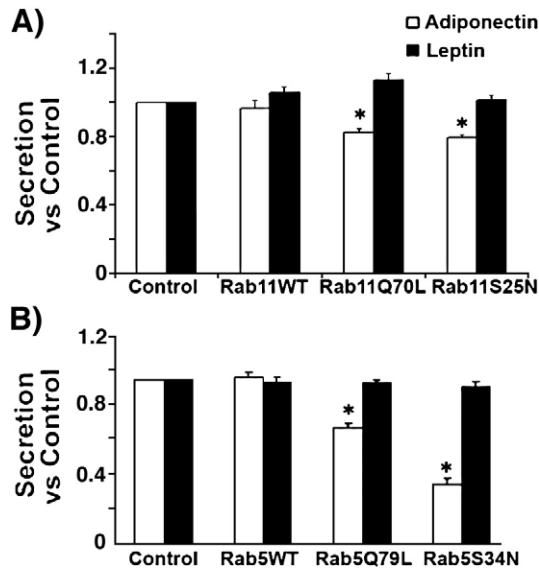 A)
Adiponectin
Leptin
Secretion
vs Control
1.2
0.8
0.4
0
*
*
Control Rab11WT Rab11Q70L Rab11S25N
B)
Secretion
vs Control
1.2
0.8
0.4
0
*
*
Control Rab5WT Rab5Q79L Rab5S34N